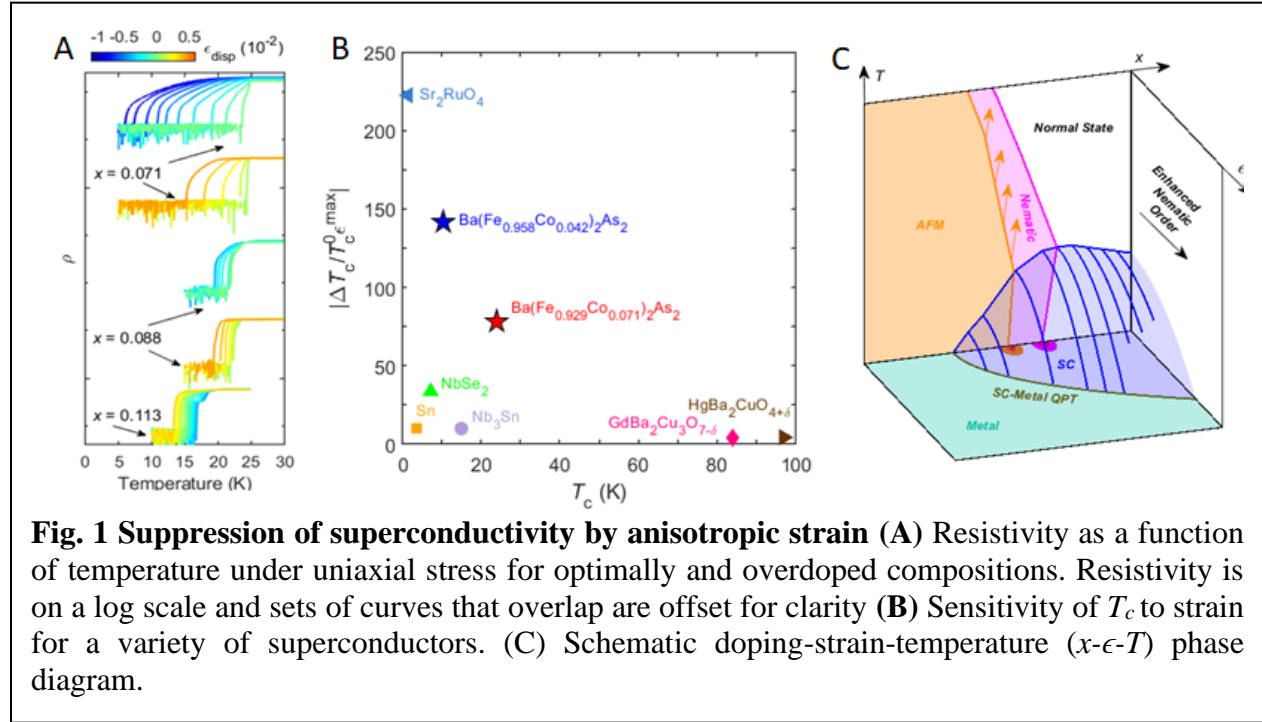 A
-1 -0.5 0 0.5 ϵdisp (10-2)
ρ
x = 0.071
x = 0.088
x = 0.113
0 5 10 15 20 25 30
Temperature (K)
B
|ΔTc/Tc0ϵmax|
250
200
150
100
50
0
Sr2RuO4
Ba(Fe0.958Co0.042)2As2
Ba(Fe0.929Co0.071)2As2
NbSe2
Sn
Nb3Sn
HgBa2CuO4+δ
GdBa2Cu3O7-δ
0 20 40 60 80 100
Tc (K)
C
T
x
ϵ
Normal State
Enhanced
Nematic
Order
Nematic
AFM
SC
SC-Metal QPT
Metal
Fig. 1 Suppression of superconductivity by anisotropic strain (A) Resistivity as a function
of temperature under uniaxial stress for optimally and overdoped compositions. Resistivity is
on a log scale and sets of curves that overlap are offset for clarity (B) Sensitivity of Tc to strain
for a variety of superconductors. (C) Schematic doping-strain-temperature (x-ϵ-T) phase
diagram.